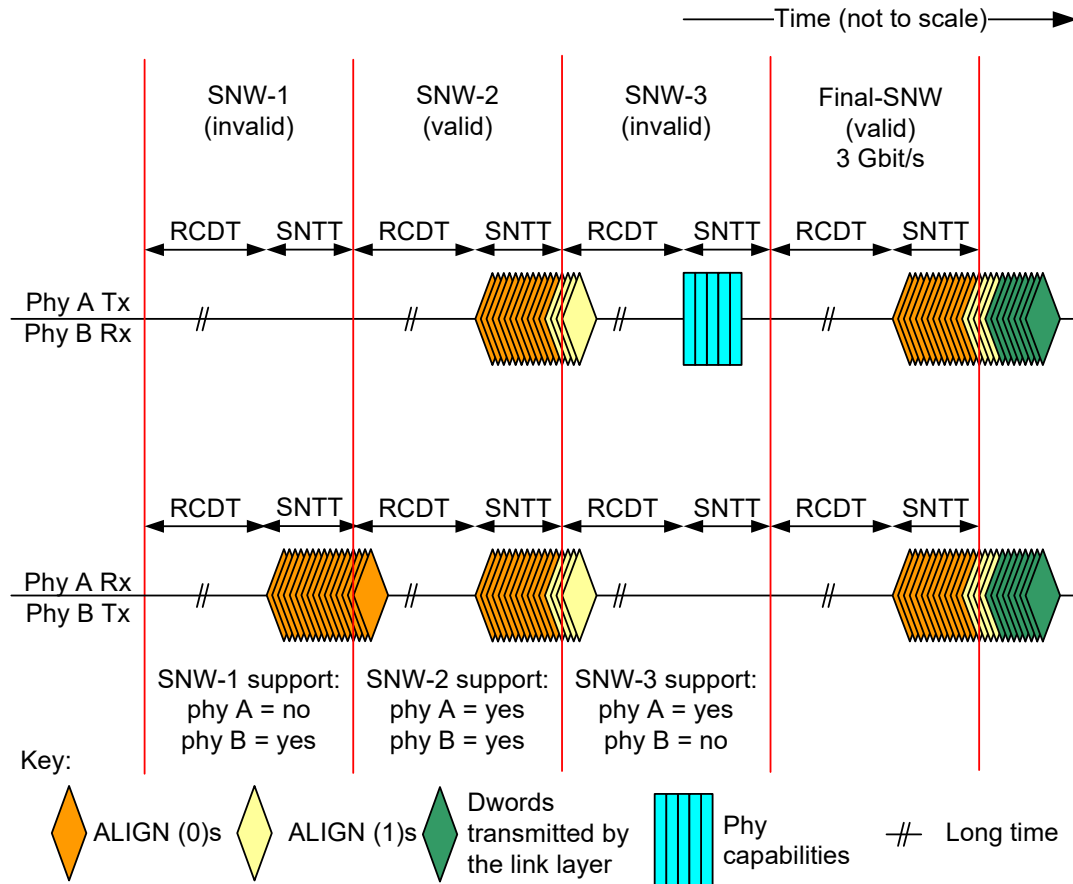 Time (not to scale)
SNW-1
(invalid)
SNW-2
(valid)
SNW-3
(invalid)
Final-SNW
(valid)
3 Gbit/s
RCDT SNTT RCDT SNTT RCDT SNTT RCDT SNTT
Phy A Tx
Phy B Rx
RCDT SNTT RCDT SNTT RCDT SNTT RCDT SNTT
Phy A Rx
Phy B Tx
SNW-1 support:
phy A = no
phy B = yes
SNW-2 support:
phy A = yes
phy B = yes
SNW-3 support:
phy A = yes
phy B = no
Key:
ALIGN (0)s
ALIGN (1)s
Dwords
transmitted by
the link layer
Phy
capabilities
Long time